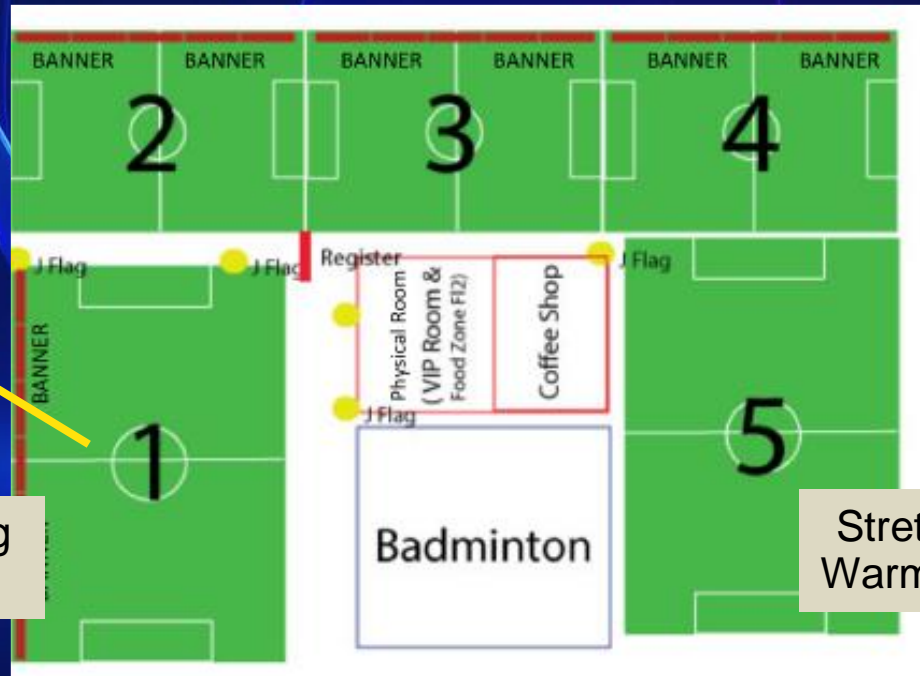 BANNER BANNER BANNER BANNER BANNER BANNER
2 3 4
J Flag J Flag Register J Flag
Physical Room
( VIP Room &
Food Zone Fl2)
Coffee Shop
BANNER
J Flag
1 5
Badminton